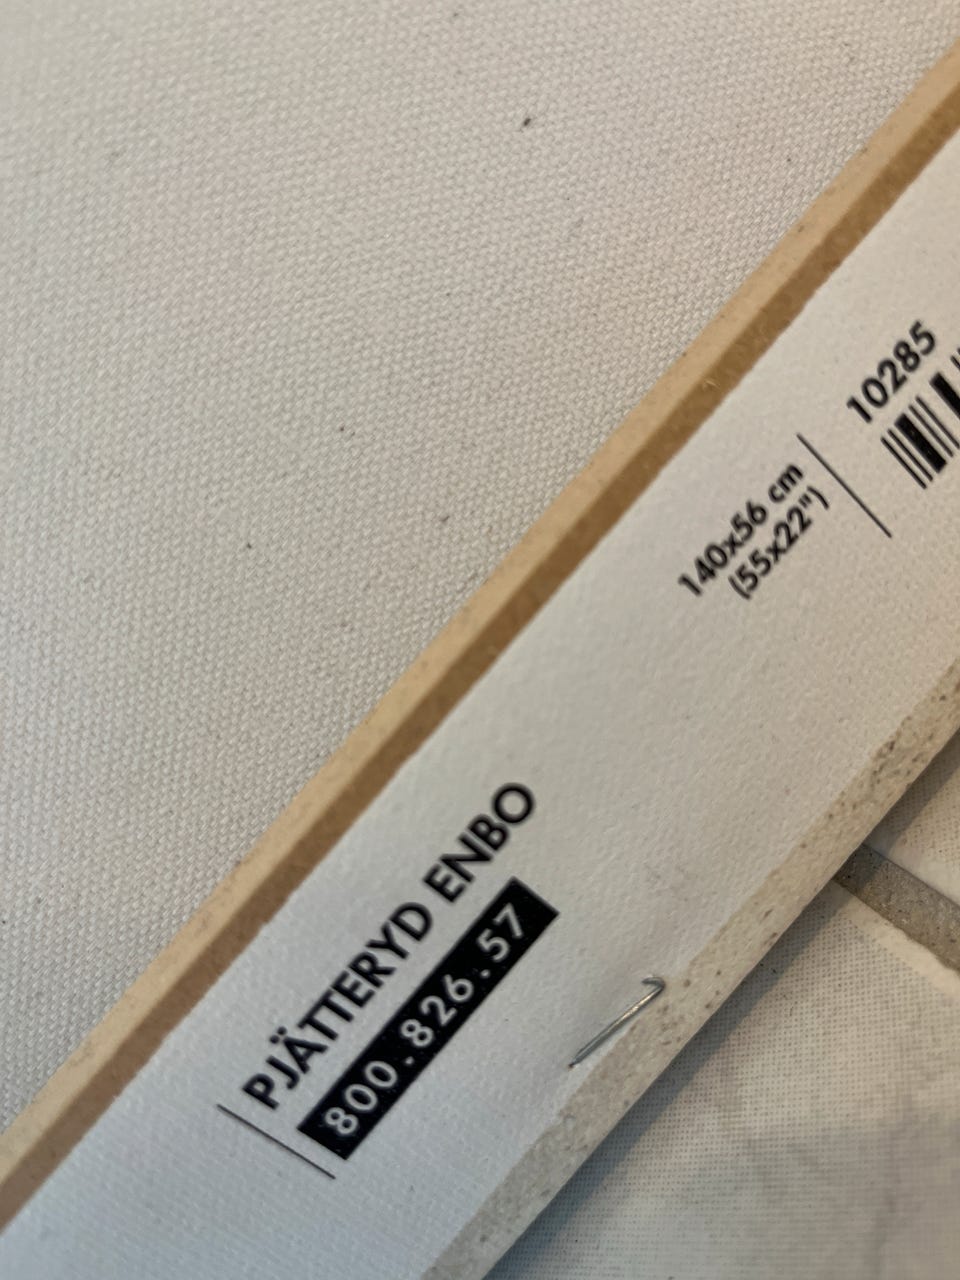 PJÄTTERYD ENBO
800.826.57
140x56 cm
(55x22")
10285